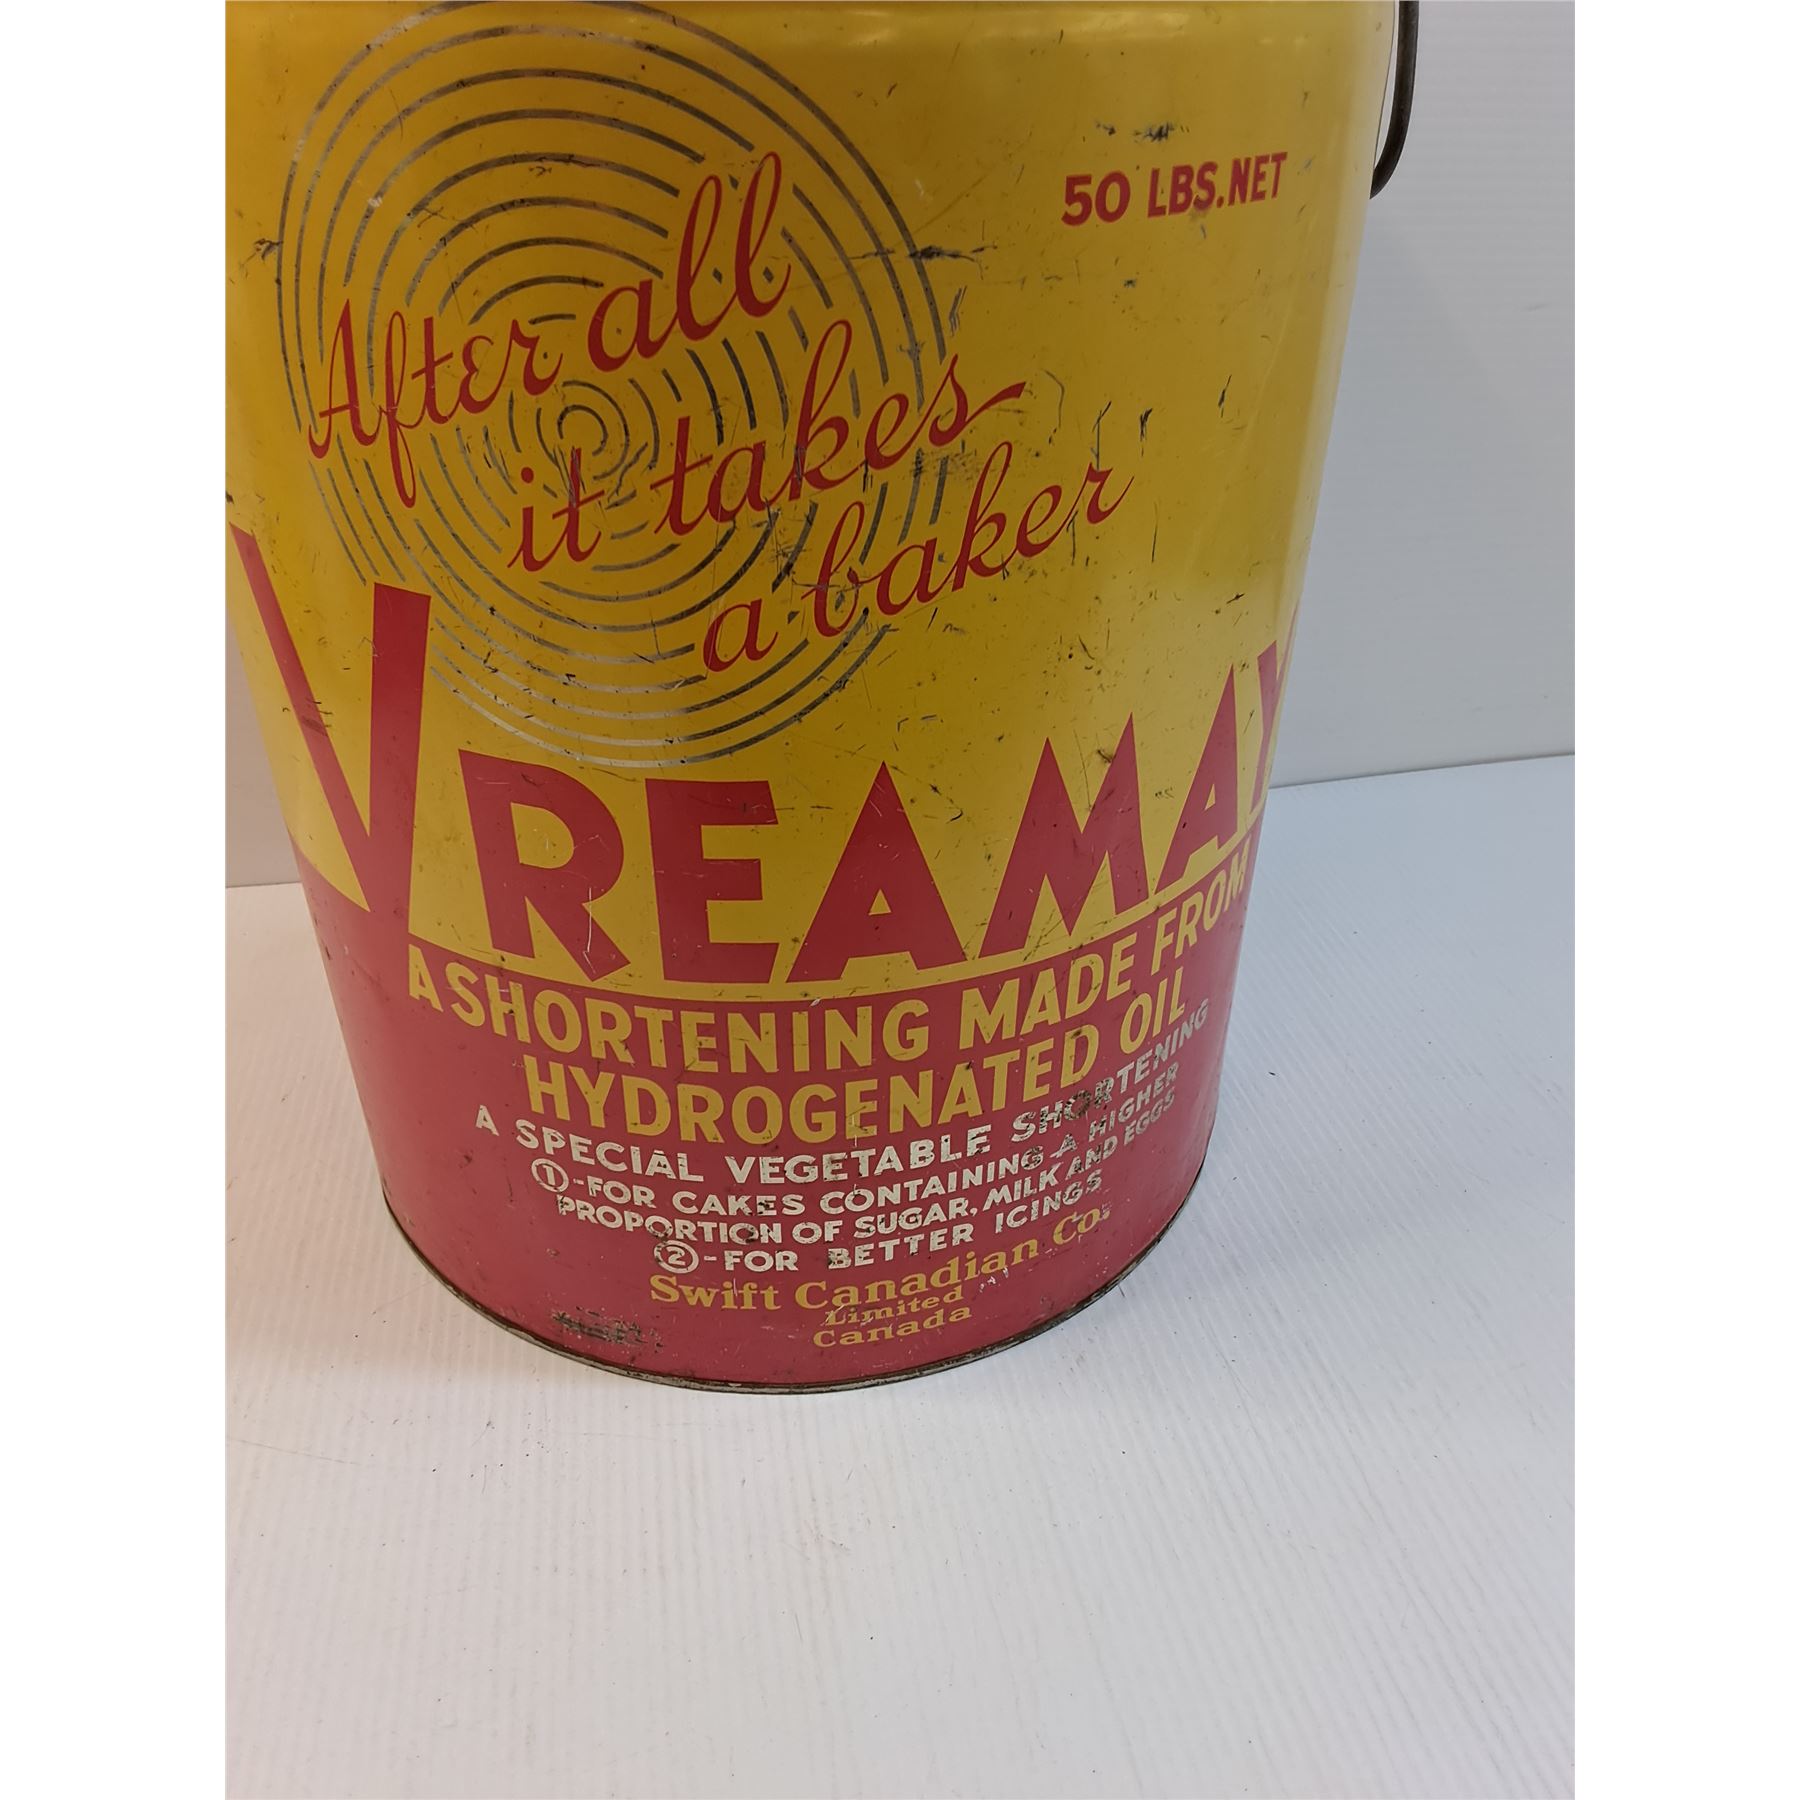 50 LBS.NET
After all
it takes
a baker
VREAMAY
A SHORTENING MADE FROM
HYDROGENATED OIL
A SPECIAL VEGETABLE SHORTENING
①-FOR CAKES CONTAINING A HIGHER
PROPORTION OF SUGAR, MILK AND EGGS
②-FOR BETTER ICINGS
Swift Canadian Co.
Limited
Canada